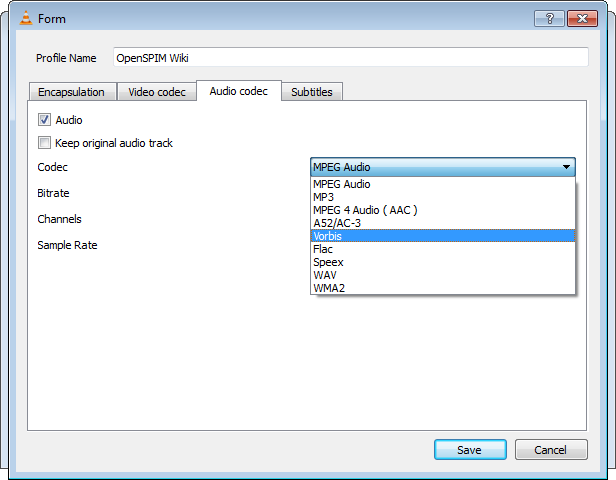 Form
Profile Name OpenSPIM Wiki
Encapsulation Video codec Audio codec Subtitles
Audio
Keep original audio track
Codec MPEG Audio
MPEG Audio
Bitrate MP3
MPEG 4 Audio ( AAC )
Channels A52/AC-3
Vorbis
Sample Rate Flac
Speex
WAV
WMA2
Save Cancel